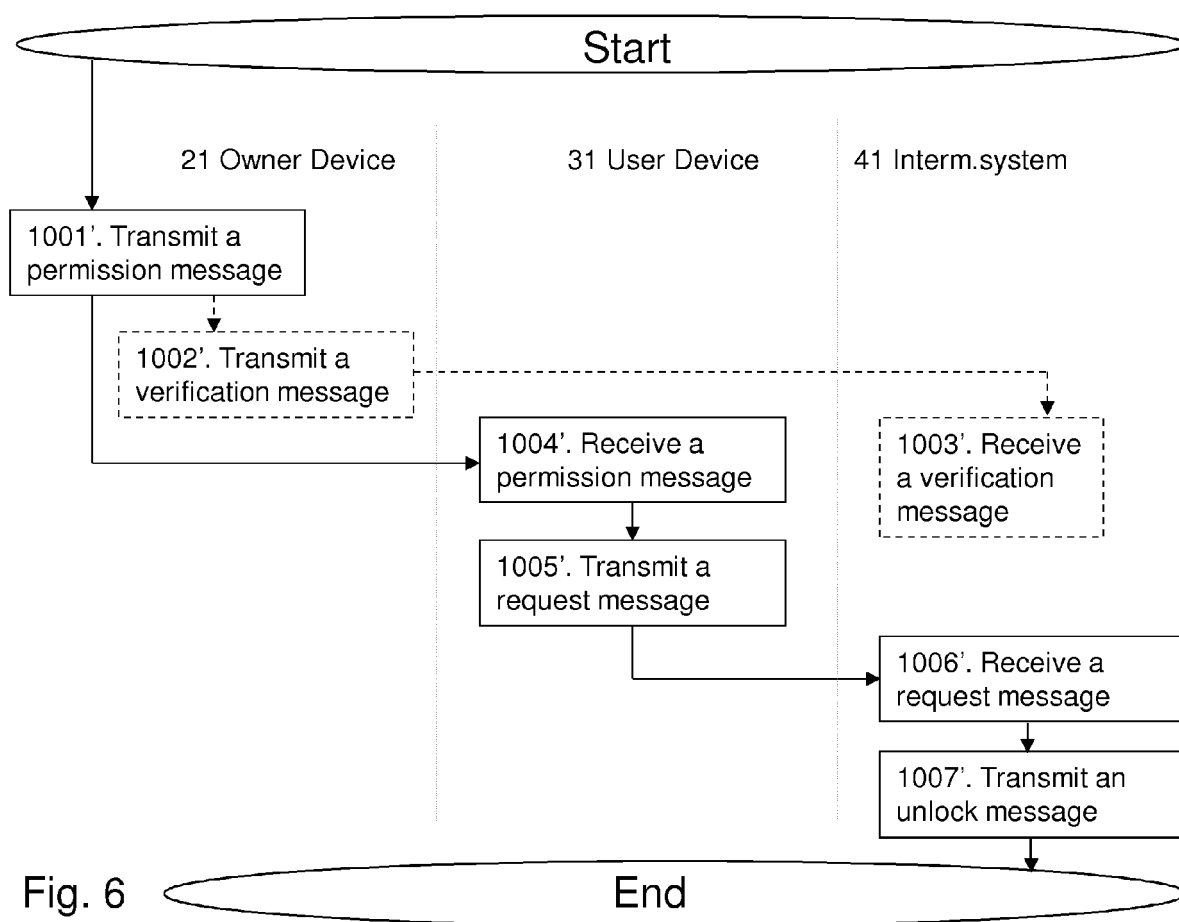 Start
21 Owner Device
31 User Device
41 Interm.system
1001’. Transmit a
permission message
1002’. Transmit a
verification message
1004’. Receive a
permission message
1003’. Receive
a verification
message
1005’. Transmit a
request message
1006’. Receive a
request message
1007’. Transmit an
unlock message
Fig. 6
End